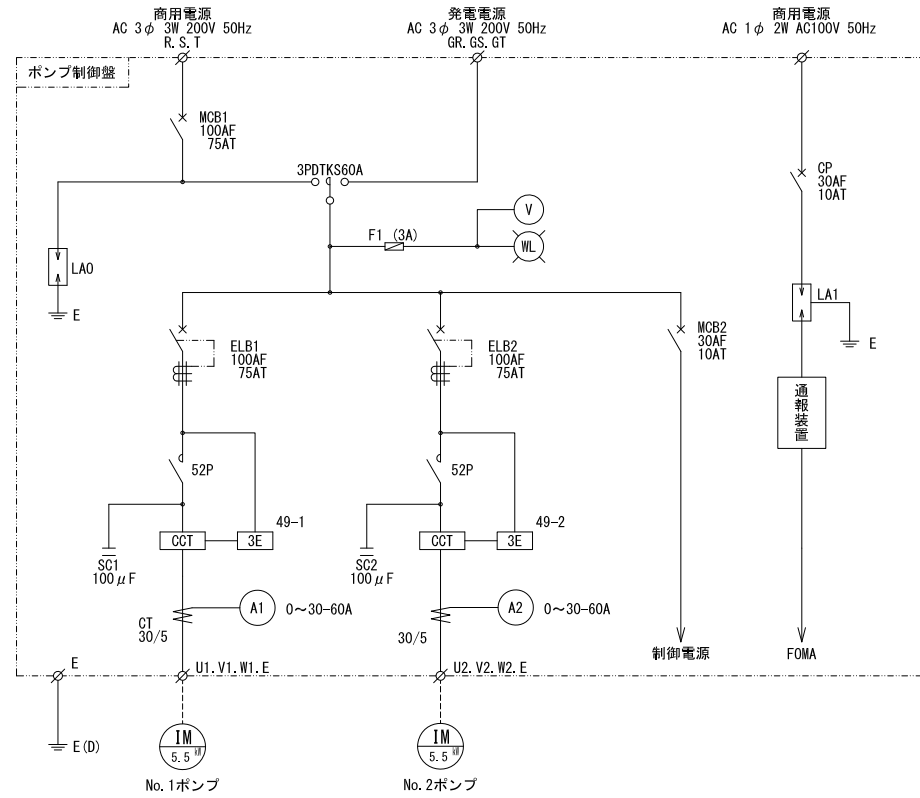 商用電源
AC 3φ 3W 200V 50Hz
R.S.T
発電電源
AC 3φ 3W 200V 50Hz
GR.GS.GT
商用電源
AC 1φ 2W AC100V 50Hz
ポンプ制御盤
MCB1
100AF
75AT
3PDTKS60A
CP
30AF
10AT
V
F1 (3A)
WL
LA0
E
LA1
E
ELB1
100AF
75AT
ELB2
100AF
75AT
MCB2
30AF
10AT
通報装置
52P
52P
49-1
49-2
CCT
3E
CCT
3E
SC1
100μF
SC2
100μF
A1
0～30-60A
A2
0～30-60A
CT
30/5
30/5
制御電源
FOMA
E
U1.V1.W1.E
U2.V2.W2.E
E(D)
IM
5.5 kW
IM
5.5 kW
No.1ポンプ
No.2ポンプ